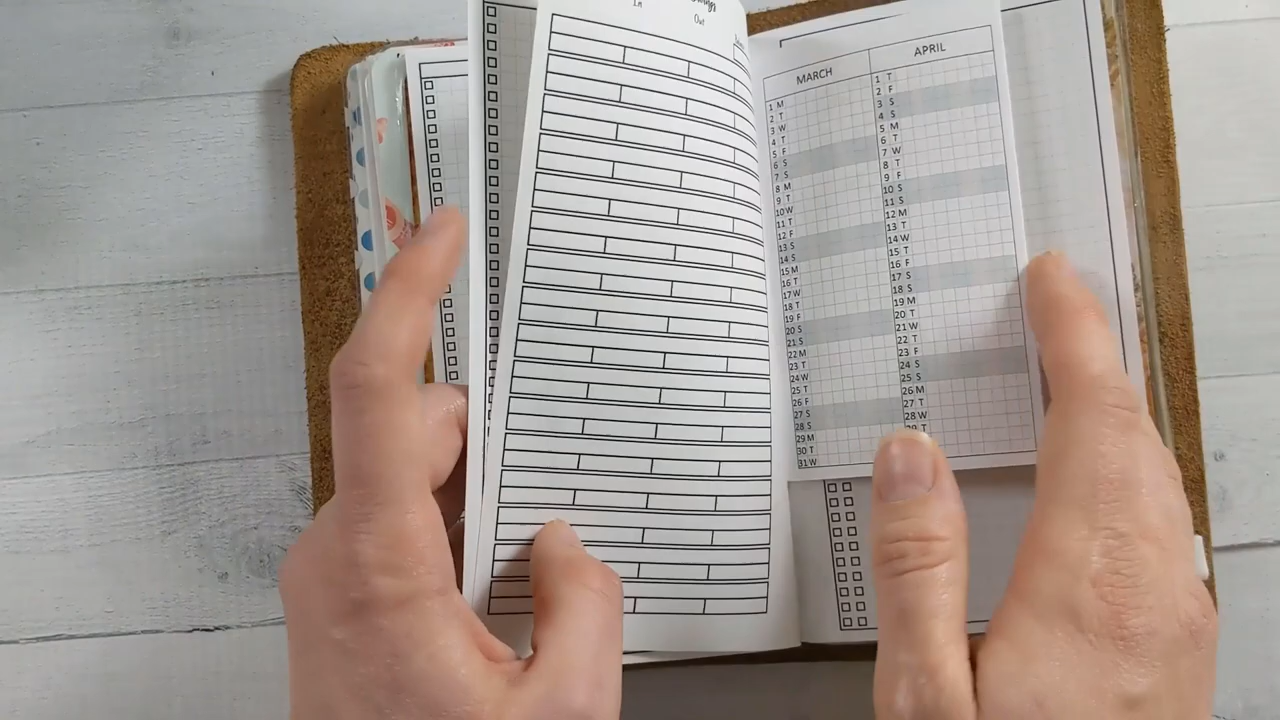 In
Out
MARCH
1 M
2 T
3 W
4 T
5 F
6 S
7 S
8 M
9 T
10 W
11 T
12 F
13 S
14 S
15 M
16 T
17 W
18 T
19 F
20 S
21 S
22 M
23 T
24 W
25 T
26 F
27 S
28 S
29 M
30 T
31 W
APRIL
1 T
2 F
3 S
4 S
5 M
6 T
7 W
8 T
9 F
10 S
11 S
12 M
13 T
14 W
15 T
16 F
17 S
18 S
19 M
20 T
21 W
22 T
23 F
24 S
25 S
26 M
27 T
28 W
29 T